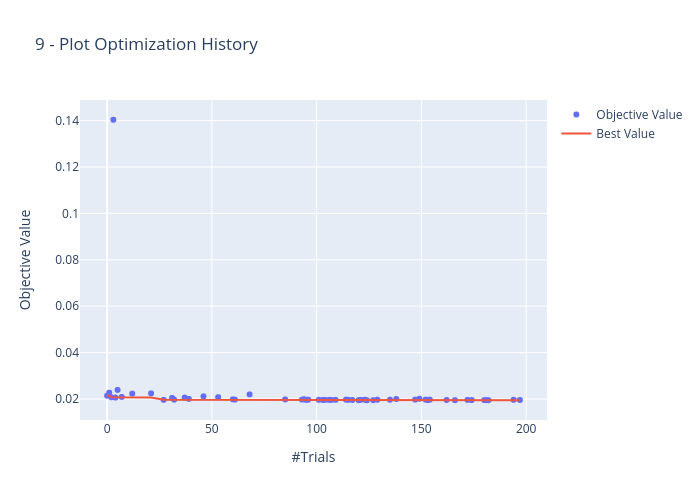 9 - Plot Optimization History
Objective Value
Best Value
0.14
0.12
0.1
0.08
0.06
0.04
0.02
Objective Value
0
50
100
150
200
#Trials